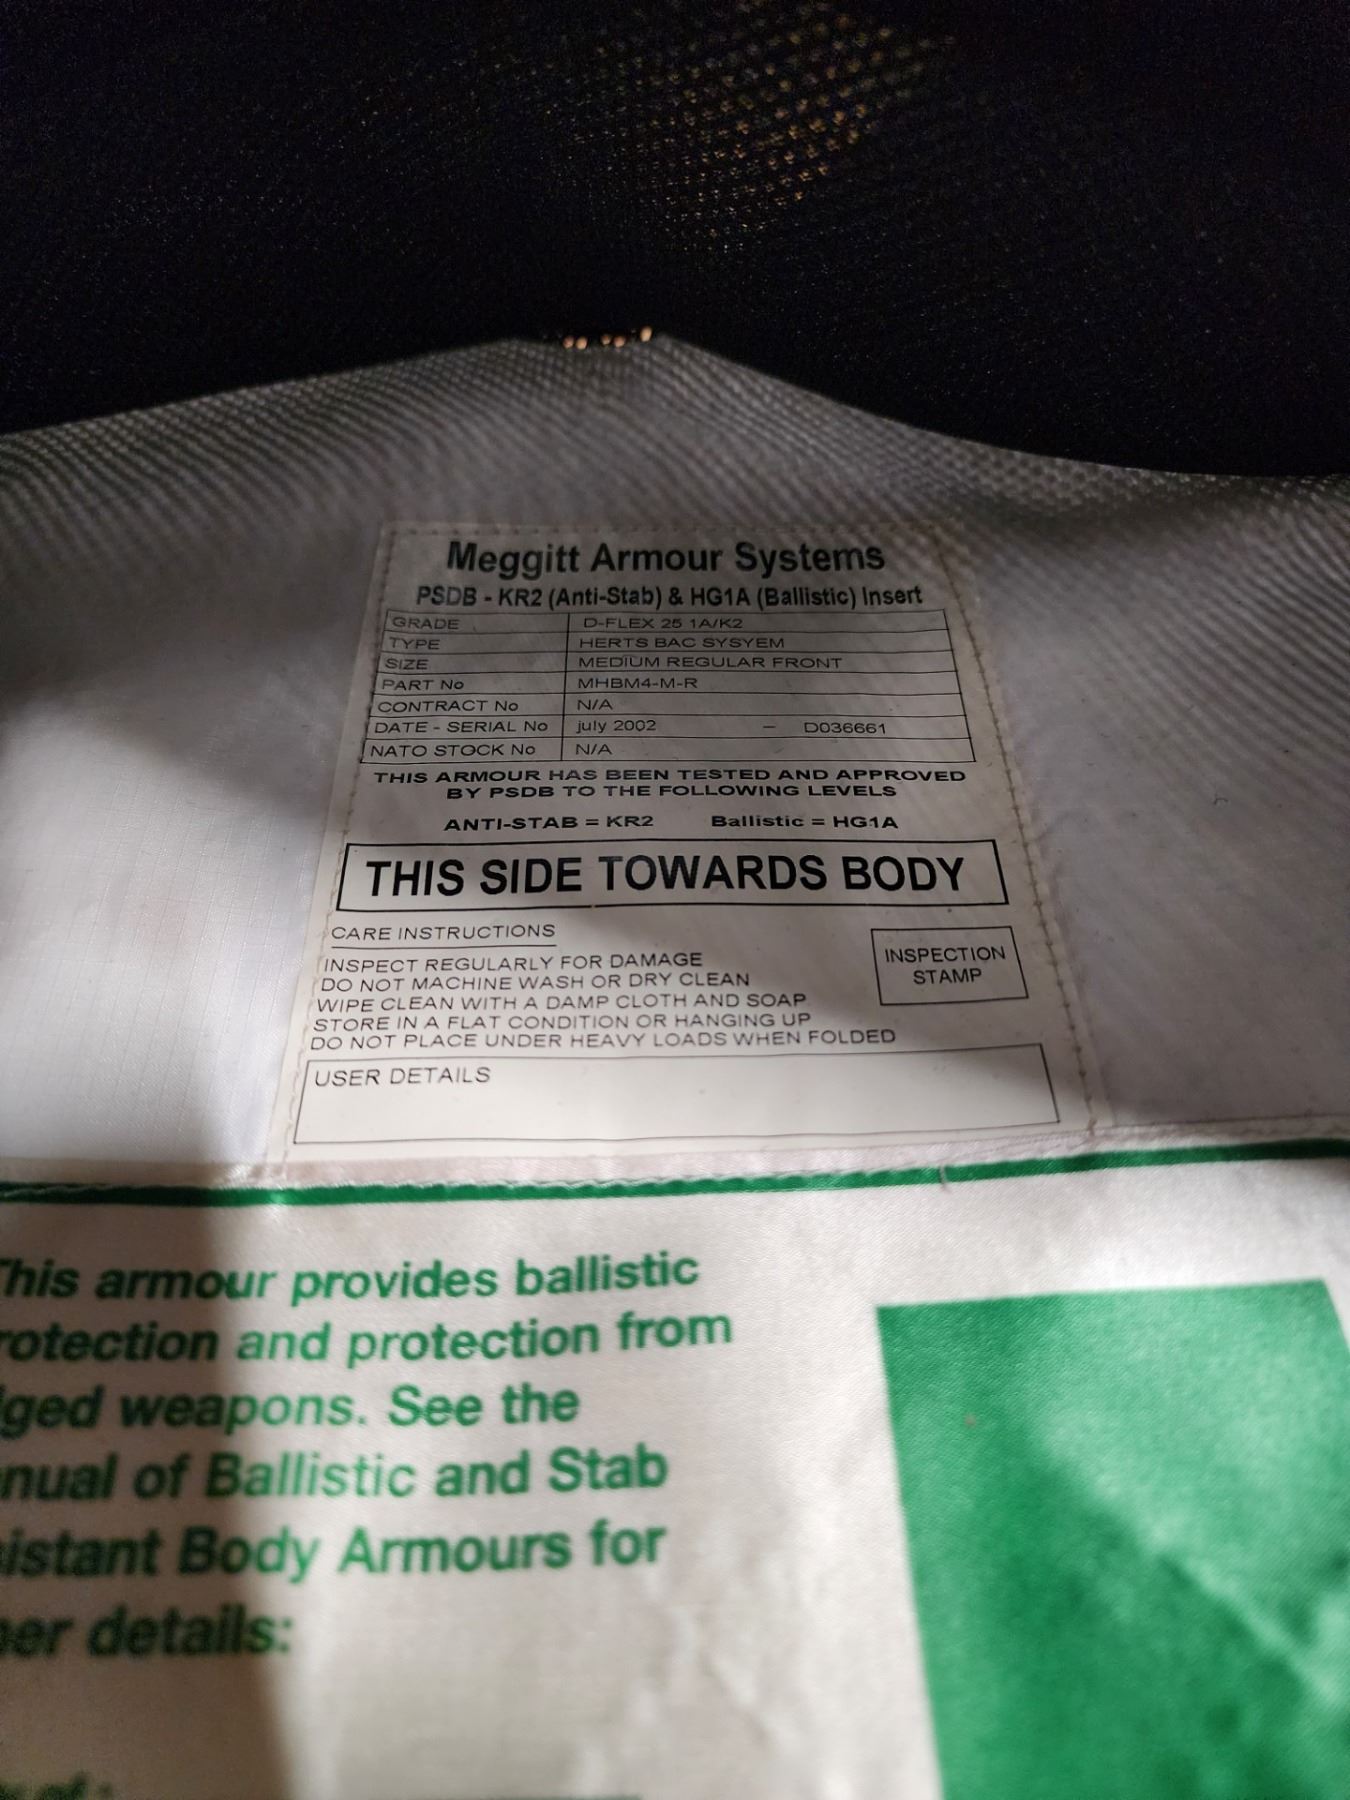 Meggitt Armour Systems
PSDB - KR2 (Anti-Stab) & HG1A (Ballistic) Insert
GRADE D-FLEX 25 1A/K2
TYPE HERTS BAC SYSYEM
SIZE MEDIUM REGULAR FRONT
PART No MHBM4-M-R
CONTRACT No N/A
DATE - SERIAL No july 2002 – D036661
NATO STOCK No N/A
THIS ARMOUR HAS BEEN TESTED AND APPROVED
BY PSDB TO THE FOLLOWING LEVELS
ANTI-STAB = KR2 Ballistic = HG1A
THIS SIDE TOWARDS BODY
CARE INSTRUCTIONS
INSPECT REGULARLY FOR DAMAGE
DO NOT MACHINE WASH OR DRY CLEAN
WIPE CLEAN WITH A DAMP CLOTH AND SOAP
STORE IN A FLAT CONDITION OR HANGING UP
DO NOT PLACE UNDER HEAVY LOADS WHEN FOLDED
INSPECTION
STAMP
USER DETAILS
This armour provides ballistic
rotection and protection from
ged weapons. See the
nual of Ballistic and Stab
istant Body Armours for
er details: